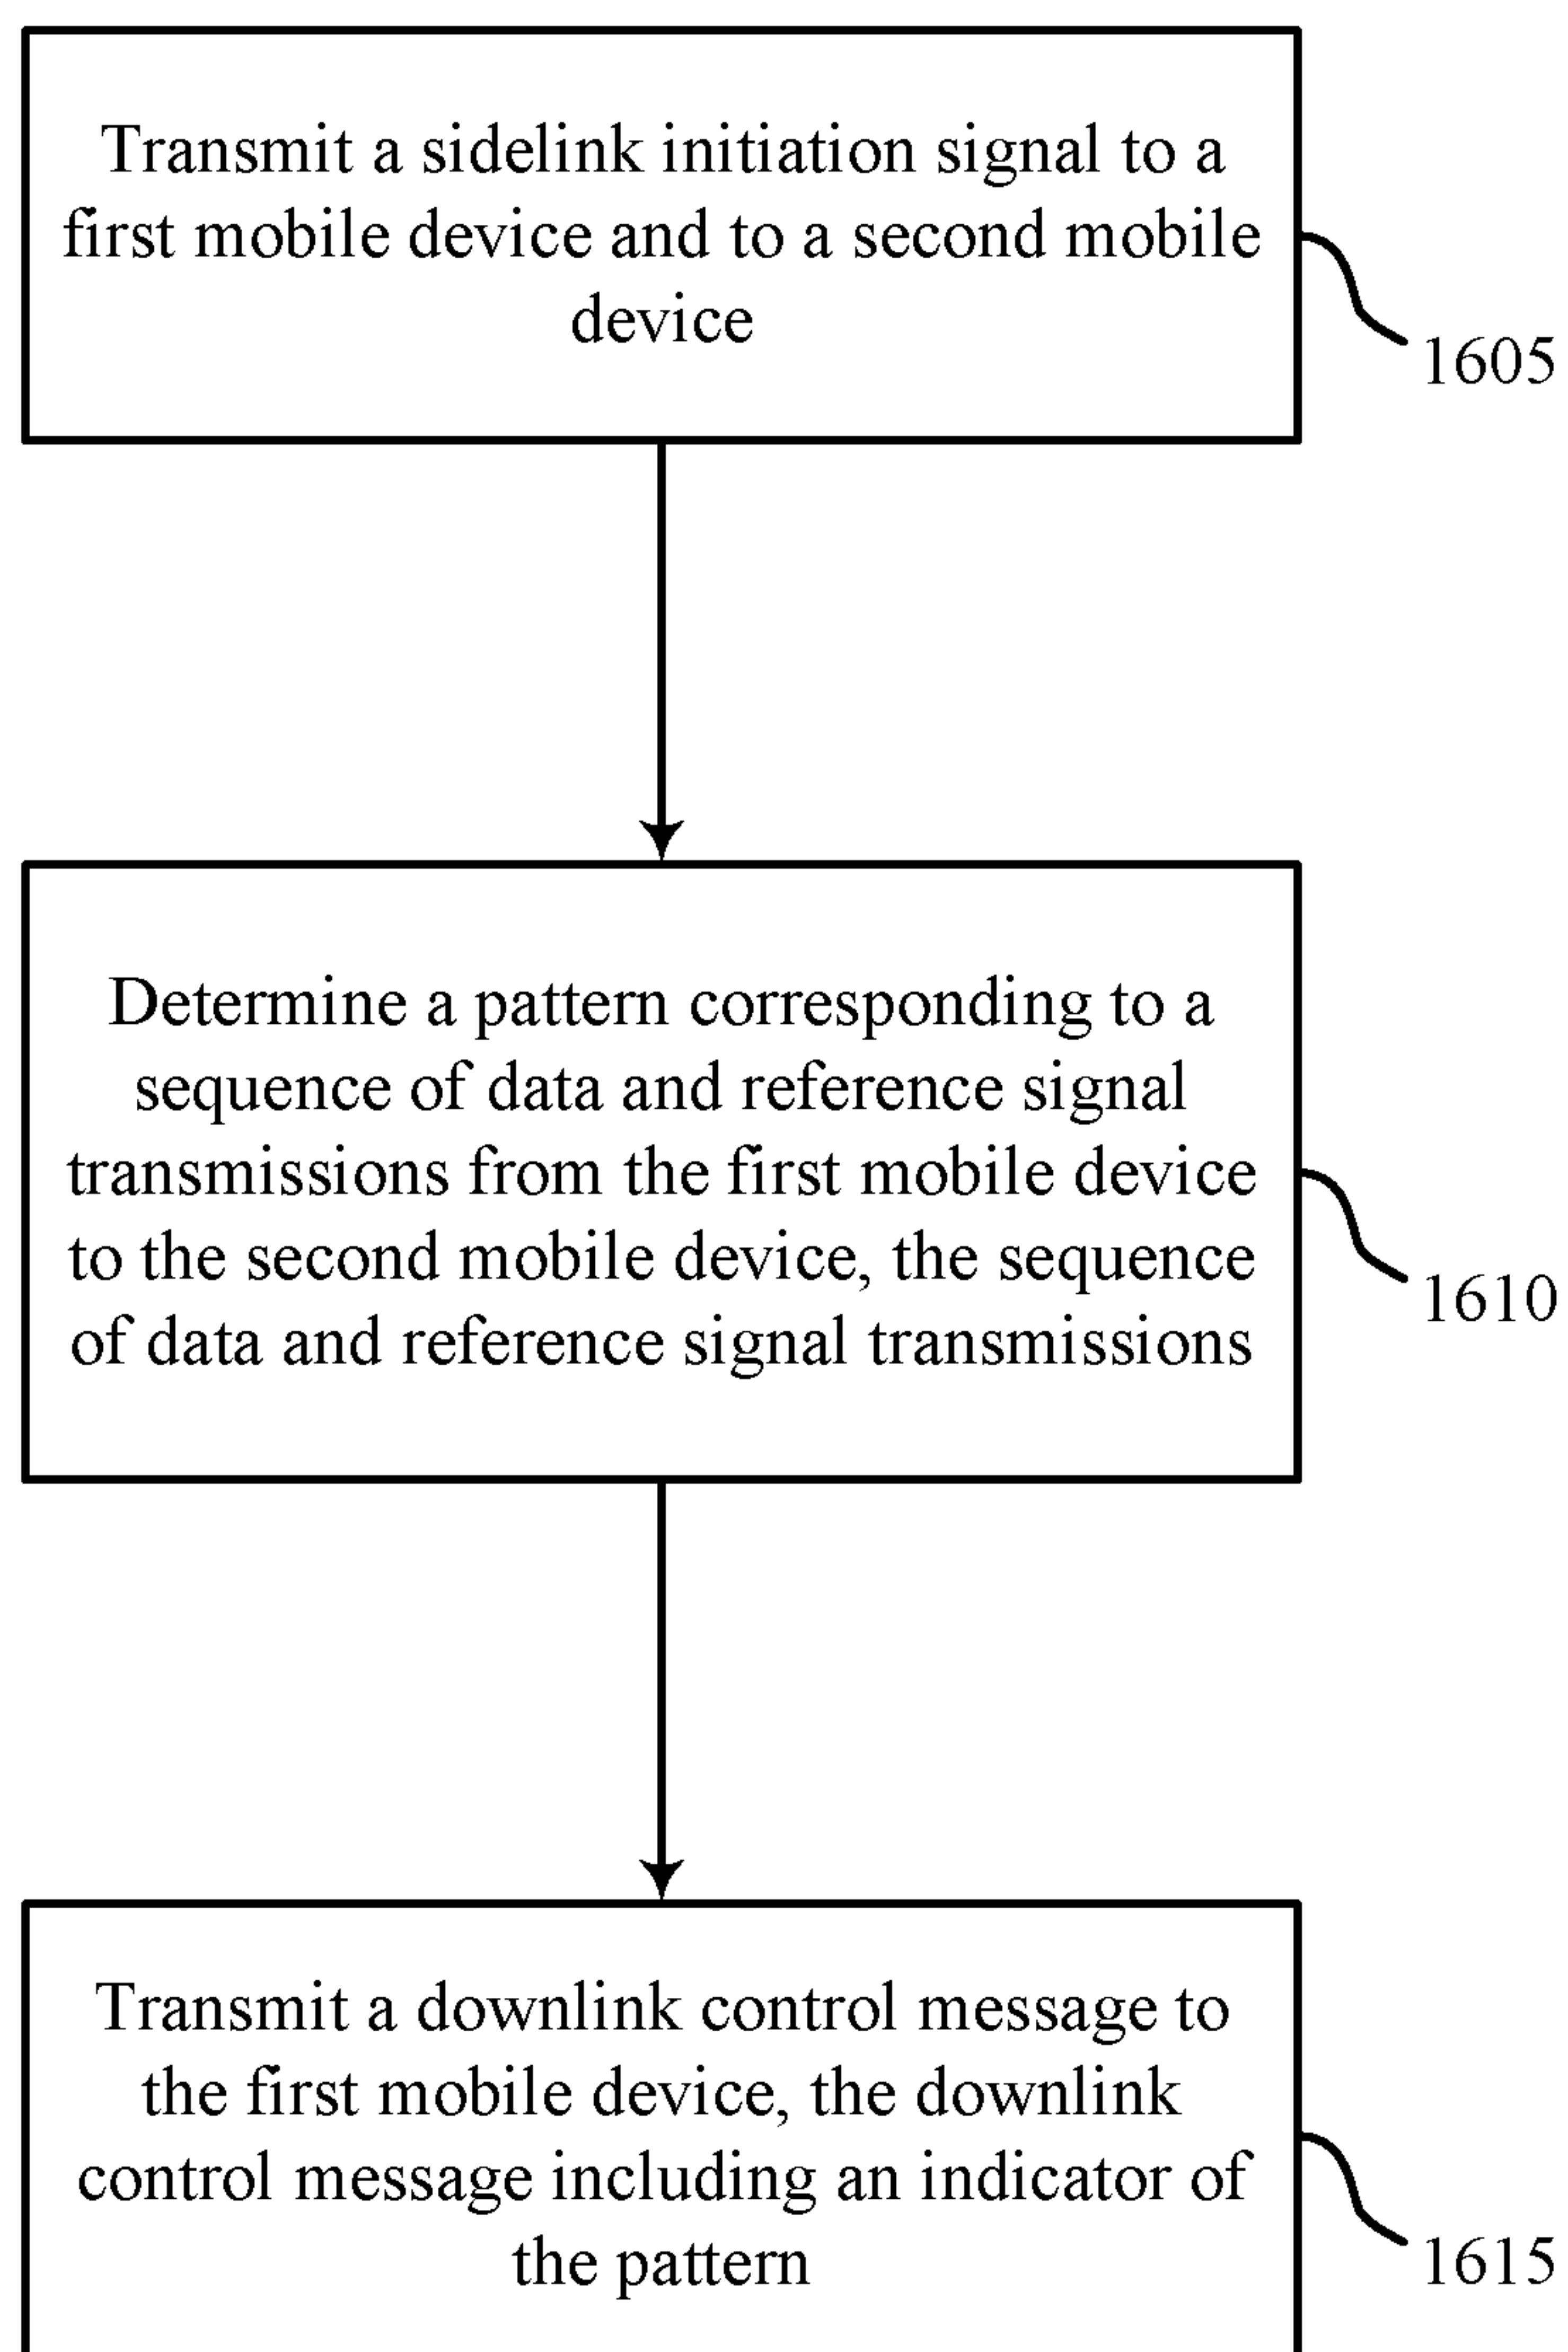 Transmit a sidelink initiation signal to a
first mobile device and to a second mobile
device
1605
Determine a pattern corresponding to a
sequence of data and reference signal
transmissions from the first mobile device
to the second mobile device, the sequence
of data and reference signal transmissions
1610
Transmit a downlink control message to
the first mobile device, the downlink
control message including an indicator of
the pattern
1615